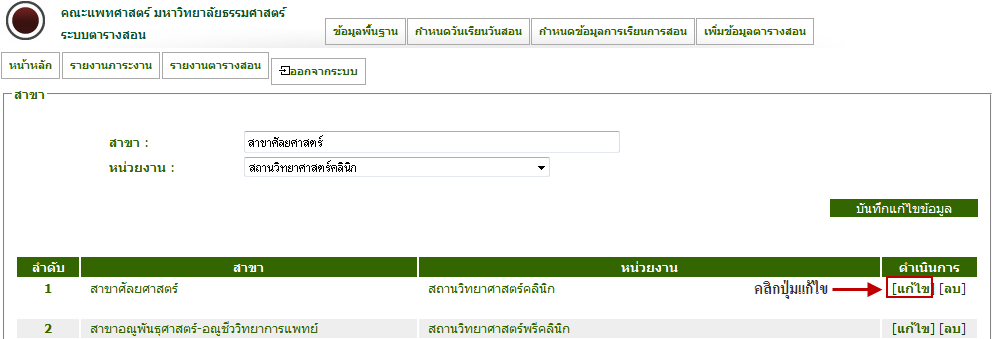 คณะแพทศาสตร์ มหาวิทยาลัยธรรมศาสตร์
ระบบตารางสอน
ข้อมูลพื้นฐาน กำหนดวันเรียนวันสอน กำหนดข้อมูลการเรียนการสอน เพิ่มข้อมูลตารางสอน
หน้าหลัก รายงานภาระงาน รายงานตารางสอน ออกจากระบบ
สาขา
สาขา : สาขาศัลยศาสตร์
หน่วยงาน : สถานวิทยาศาสตร์คลินิก
บันทึกแก้ไขข้อมูล
ลำดับ สาขา หน่วยงาน ดำเนินการ
1 สาขาศัลยศาสตร์ สถานวิทยาศาสตร์คลินิก คลิกปุ่มแก้ไข [แก้ไข] [ลบ]
2 สาขาอณูพันธุศาสตร์-อณูชีววิทยาการแพทย์ สถานวิทยาศาสตร์พรีคลินิก [แก้ไข] [ลบ]